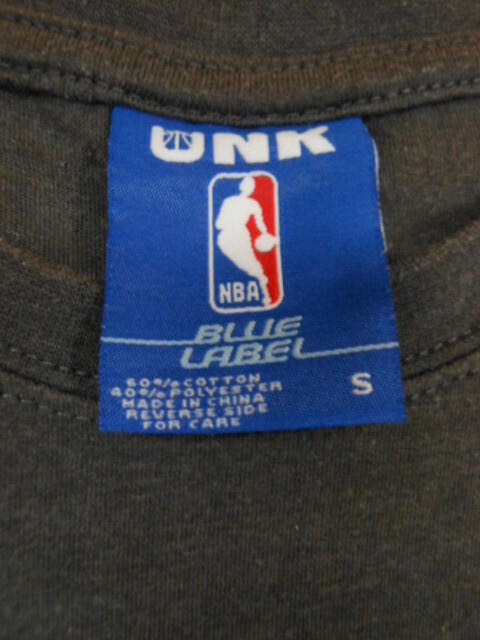 UNK
NBA
BLUE
LABEL
60% COTTON
40% POLYESTER
MADE IN CHINA
REVERSE SIDE
FOR CARE
S